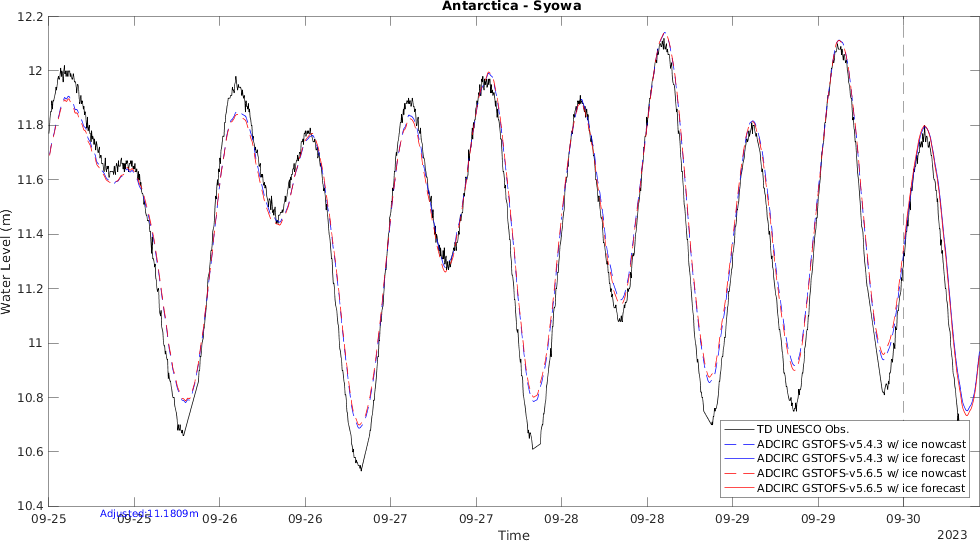 Antarctica - Syowa
Water Level (m)
12.2
12
11.8
11.6
11.4
11.2
11
10.8
10.6
10.4
TD UNESCO Obs.
ADCIRC GSTOFS-v5.4.3 w/ ice nowcast
ADCIRC GSTOFS-v5.4.3 w/ ice forecast
ADCIRC GSTOFS-v5.6.5 w/ ice nowcast
ADCIRC GSTOFS-v5.6.5 w/ ice forecast
Adjusted:11.1809m
09-25 09-25 09-26 09-26 09-27 09-27 09-28 09-28 09-29 09-29 09-30
Time
2023